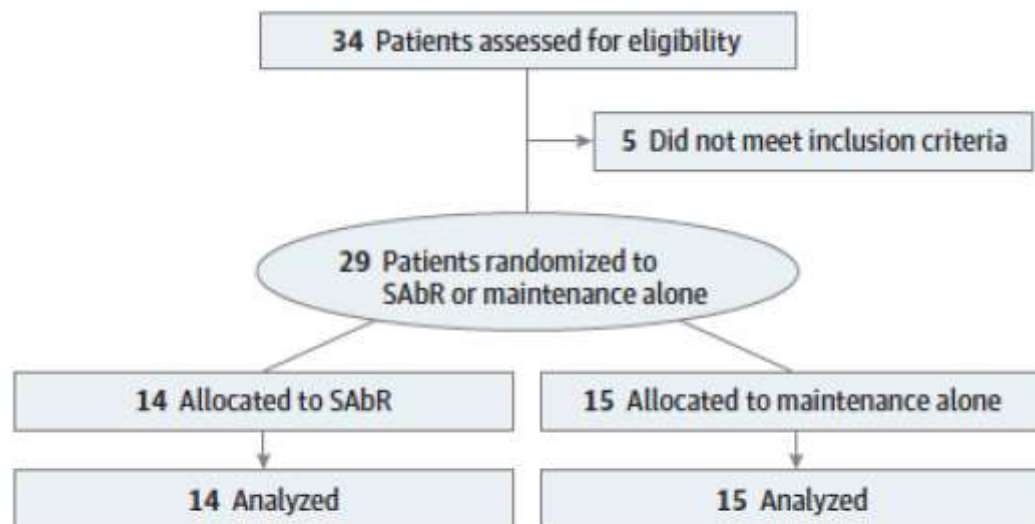 34 Patients assessed for eligibility
5 Did not meet inclusion criteria
29 Patients randomized to
SAbR or maintenance alone
14 Allocated to SAbR
15 Allocated to maintenance alone
14 Analyzed
15 Analyzed